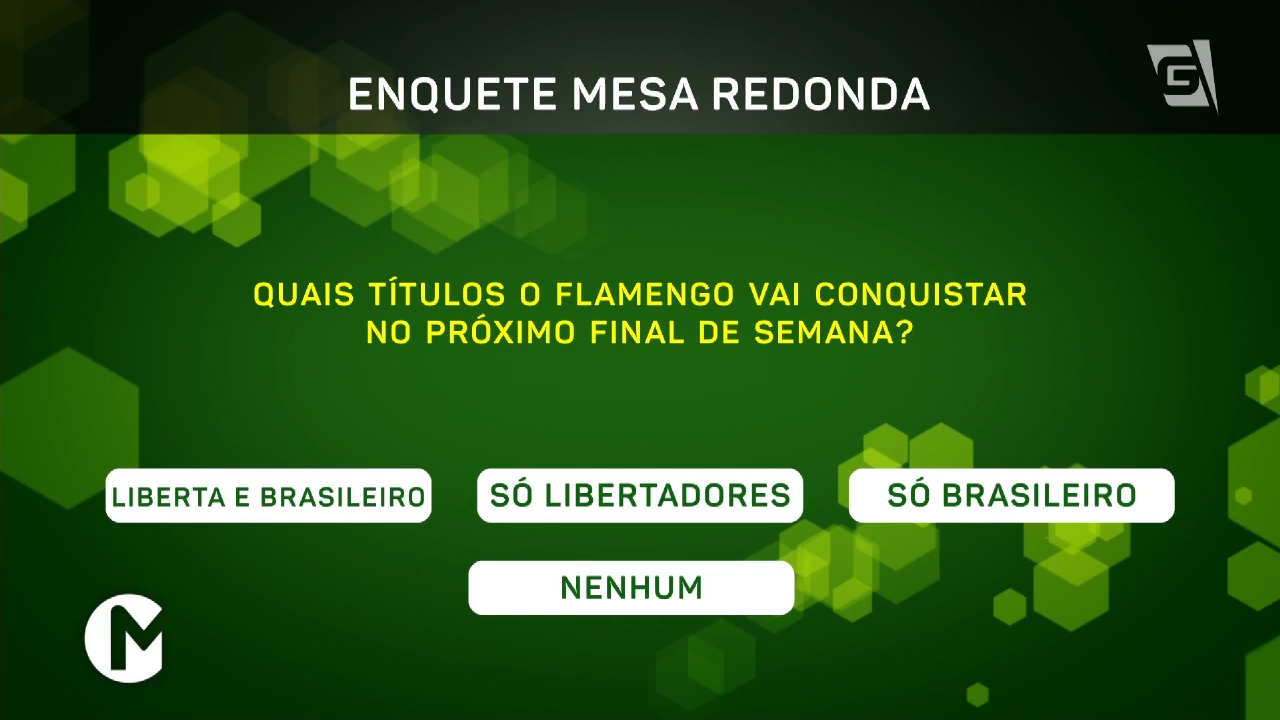 ENQUETE MESA REDONDA
G
QUAIS TÍTULOS O FLAMENGO VAI CONQUISTAR
NO PRÓXIMO FINAL DE SEMANA?
LIBERTA E BRASILEIRO
SÓ LIBERTADORES
SÓ BRASILEIRO
NENHUM
M